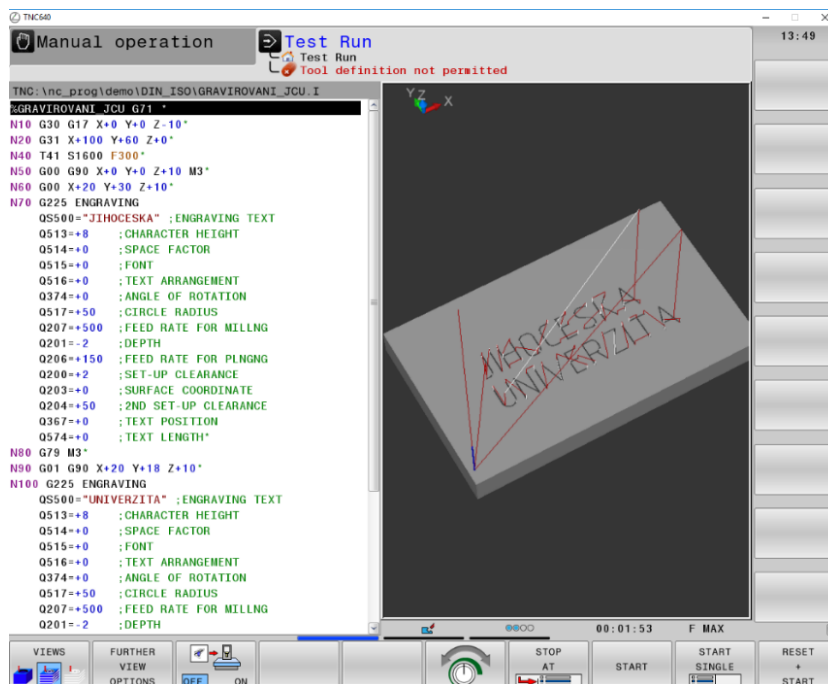 TNC640
Manual operation
Test Run
Test Run
Tool definition not permitted
13:49
TNC:\nc_prog\demo\DIN_ISO\GRAVIROVANI_JCU.I
%GRAVIROVANI_JCU G71 *
N10 G30 G17 X+0 Y+0 Z-10*
N20 G31 X+100 Y+60 Z+0*
N40 T41 S1600 F300*
N50 G00 G90 X+0 Y+0 Z+10 M3*
N60 G00 X+20 Y+30 Z+10*
N70 G225 ENGRAVING
QS500="JIHOCESKA" ;ENGRAVING TEXT
Q513=+8 ;CHARACTER HEIGHT
Q514=+0 ;SPACE FACTOR
Q515=+0 ;FONT
Q516=+0 ;TEXT ARRANGEMENT
Q374=+0 ;ANGLE OF ROTATION
Q517=+50 ;CIRCLE RADIUS
Q207=+500 ;FEED RATE FOR MILLNG
Q201=-2 ;DEPTH
Q206=+150 ;FEED RATE FOR PLNGNG
Q200=+2 ;SET-UP CLEARANCE
Q203=+0 ;SURFACE COORDINATE
Q204=+50 ;2ND SET-UP CLEARANCE
Q367=+0 ;TEXT POSITION
Q574=+0 ;TEXT LENGTH*
N80 G79 M3*
N90 G01 G90 X+20 Y+18 Z+10*
N100 G225 ENGRAVING
QS500="UNIVERZITA" ;ENGRAVING TEXT
Q513=+8 ;CHARACTER HEIGHT
Q514=+0 ;SPACE FACTOR
Q515=+0 ;FONT
Q516=+0 ;TEXT ARRANGEMENT
Q374=+0 ;ANGLE OF ROTATION
Q517=+50 ;CIRCLE RADIUS
Q207=+500 ;FEED RATE FOR MILLNG
Q201=-2 ;DEPTH
Y Z X
JIHOCESKA
UNIVERZITA
00:01:53 F MAX
VIEWS
FURTHER
VIEW
OPTIONS
OFF ON
STOP
AT
START
START
SINGLE
RESET
+
START